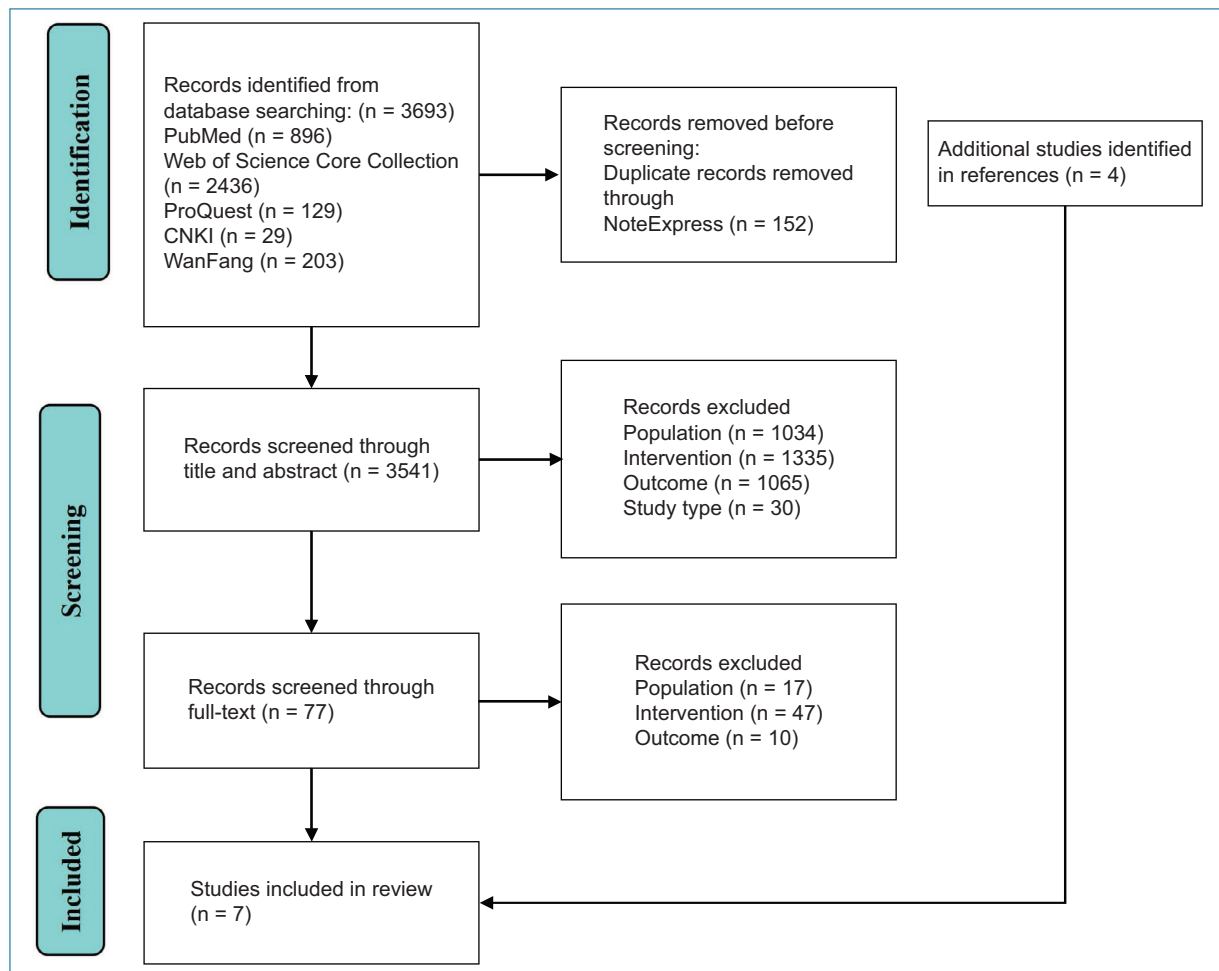 Identification
Records identified from
database searching: (n = 3693)
PubMed (n = 896)
Web of Science Core Collection
(n = 2436)
ProQuest (n = 129)
CNKI (n = 29)
WanFang (n = 203)
Records removed before
screening:
Duplicate records removed
through
NoteExpress (n = 152)
Additional studies identified
in references (n = 4)
Screening
Records screened through
title and abstract (n = 3541)
Records excluded
Population (n = 1034)
Intervention (n = 1335)
Outcome (n = 1065)
Study type (n = 30)
Records screened through
full-text (n = 77)
Records excluded
Population (n = 17)
Intervention (n = 47)
Outcome (n = 10)
Included
Studies included in review
(n = 7)